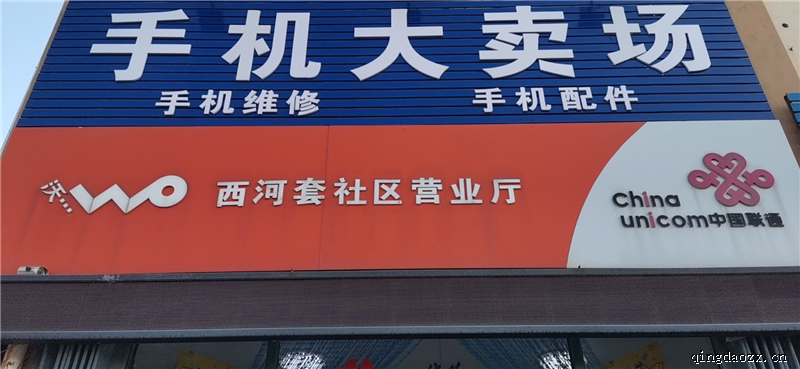 手机大卖场
手机维修 手机配件
沃... wo 西河套社区营业厅
China
unicom中国联通
qingdaozx.cn